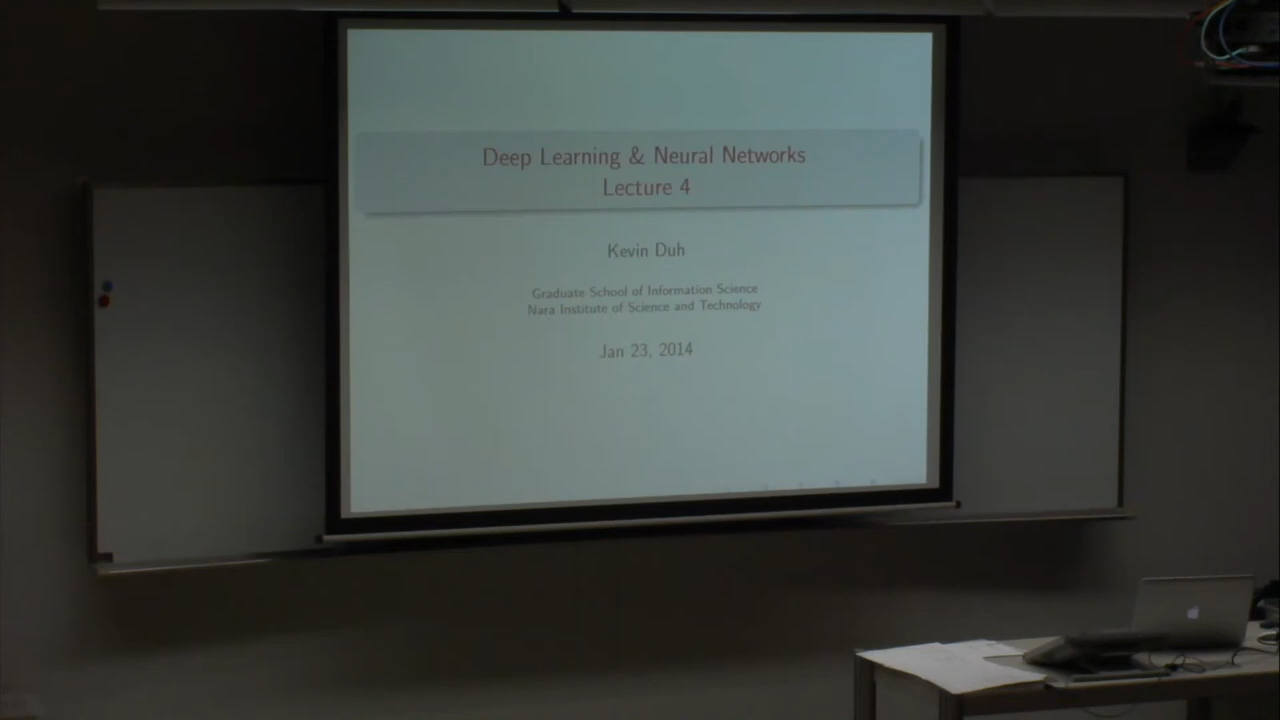 Deep Learning & Neural Networks
Lecture 4
Kevin Duh
Graduate School of Information Science
Nara Institute of Science and Technology
Jan 23, 2014